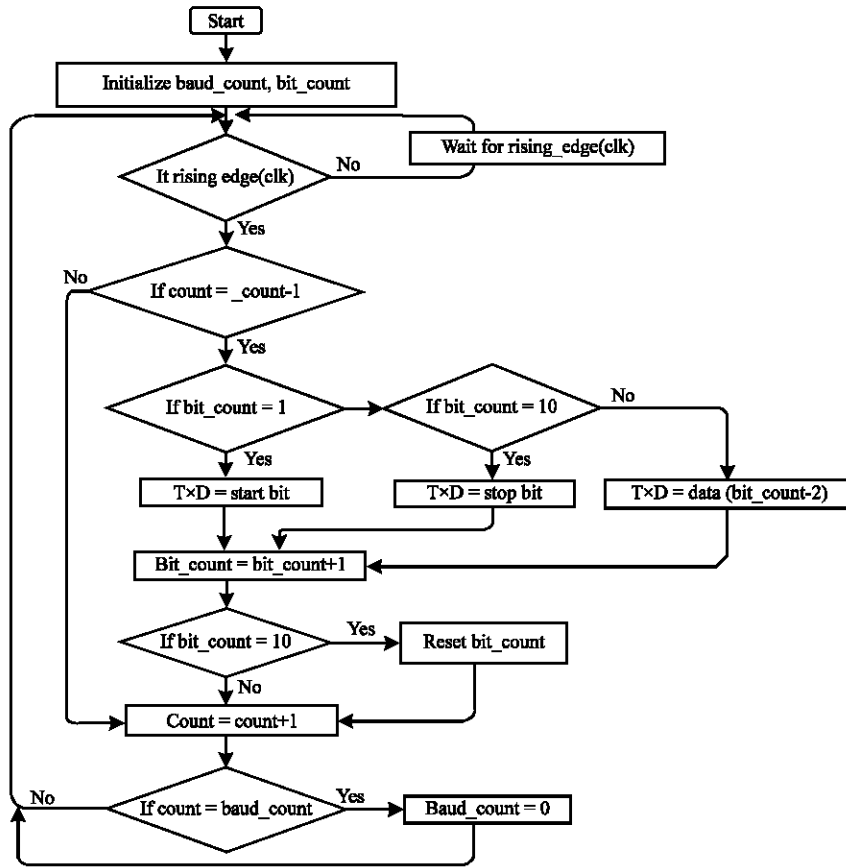 Start
Initialize baud_count, bit_count
Wait for rising_edge(clk)
It rising edge(clk)
No
Yes
No
If count = _count-1
Yes
If bit_count = 1
If bit_count = 10
No
Yes
Yes
T×D = start bit
T×D = stop bit
T×D = data (bit_count-2)
Bit_count = bit_count+1
If bit_count = 10
Yes
Reset bit_count
No
Count = count+1
No
If count = baud_count
Yes
Baud_count = 0